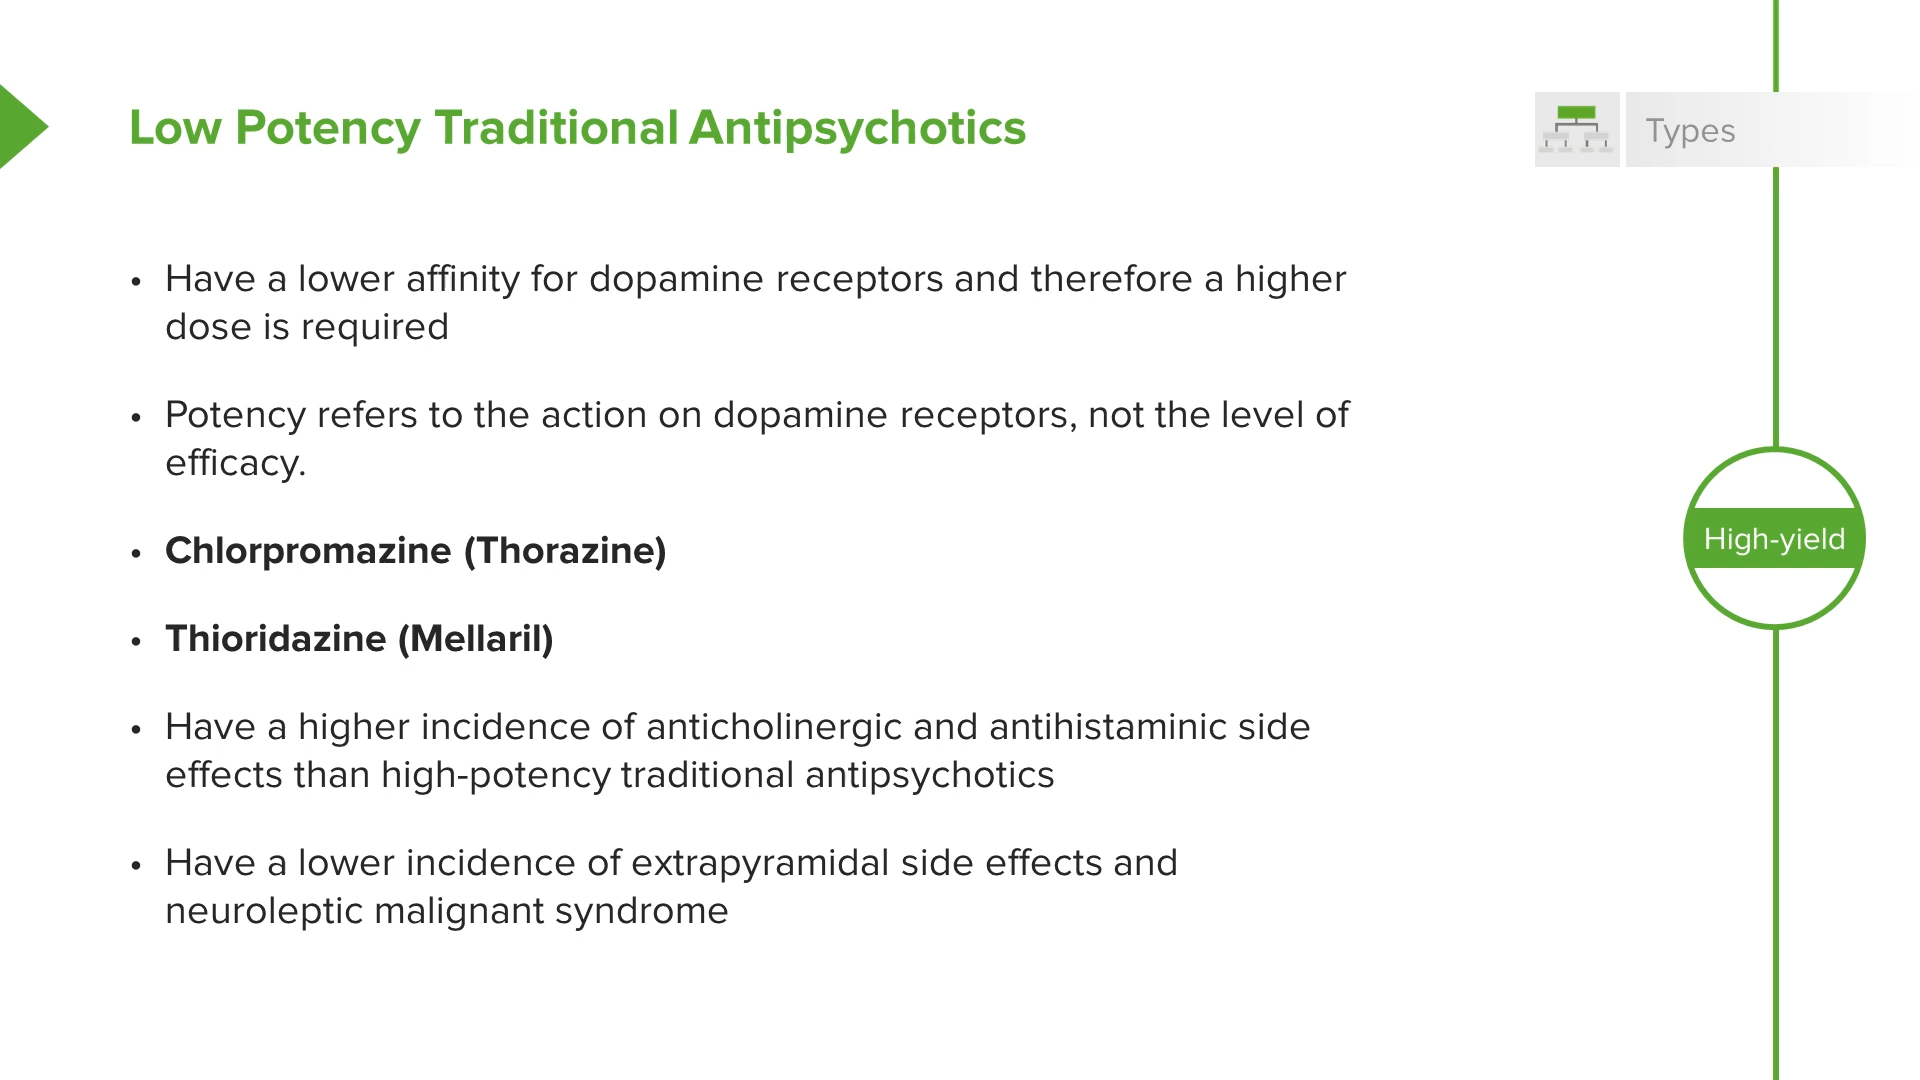 Low Potency Traditional Antipsychotics
Types
• Have a lower affinity for dopamine receptors and therefore a higher
dose is required
• Potency refers to the action on dopamine receptors, not the level of
efficacy.
• Chlorpromazine (Thorazine)
• Thioridazine (Mellaril)
• Have a higher incidence of anticholinergic and antihistaminic side
effects than high-potency traditional antipsychotics
• Have a lower incidence of extrapyramidal side effects and
neuroleptic malignant syndrome
High-yield